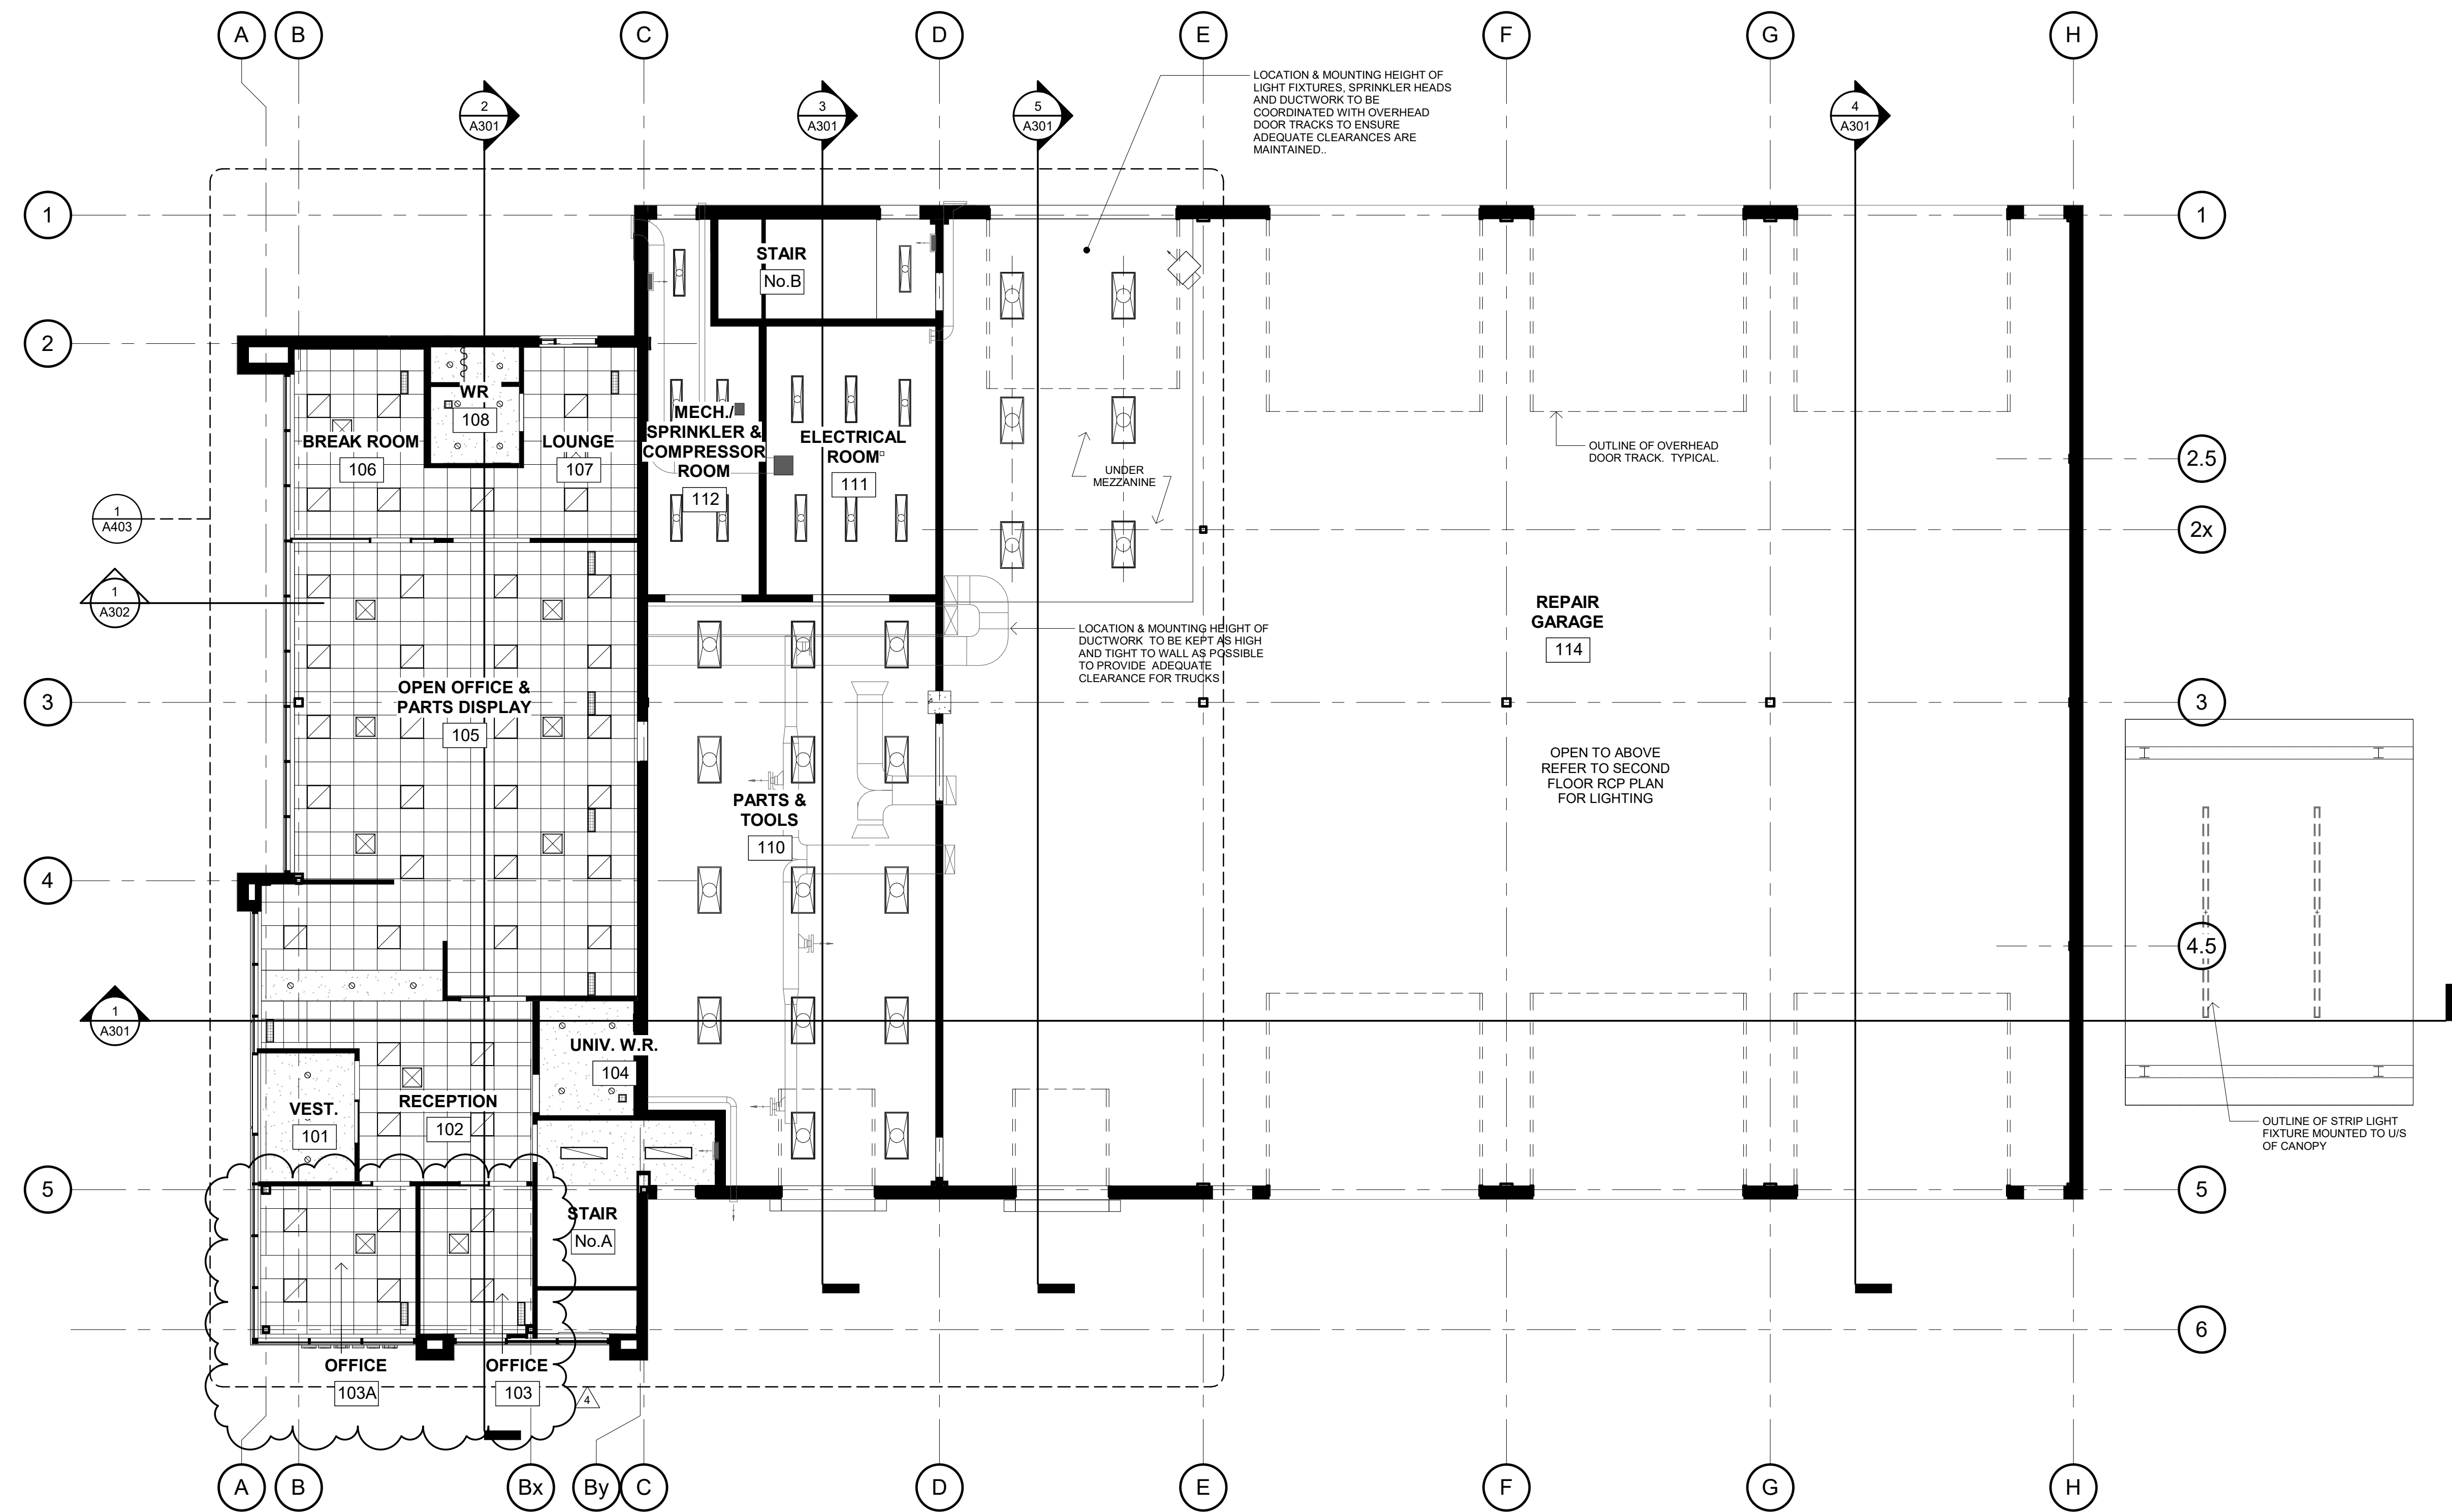 A
B
C
D
E
F
G
H
2
A301
3
A301
5
A301
4
A301
LOCATION & MOUNTING HEIGHT OF
LIGHT FIXTURES, SPRINKLER HEADS
AND DUCTWORK TO BE
COORDINATED WITH OVERHEAD
DOOR TRACKS TO ENSURE
ADEQUATE CLEARANCES ARE
MAINTAINED..
1
1
STAIR
No.B
2
WR
108
BREAK ROOM
106
LOUNGE
107
MECH./
SPRINKLER &
COMPRESSOR
ROOM
112
ELECTRICAL
ROOM
111
UNDER
MEZZANINE
OUTLINE OF OVERHEAD
DOOR TRACK. TYPICAL.
2.5
1
A403
2x
1
A302
REPAIR
GARAGE
114
LOCATION & MOUNTING HEIGHT OF
DUCTWORK TO BE KEPT AS HIGH
AND TIGHT TO WALL AS POSSIBLE
TO PROVIDE ADEQUATE
CLEARANCE FOR TRUCKS
3
OPEN OFFICE &
PARTS DISPLAY
105
3
OPEN TO ABOVE
REFER TO SECOND
FLOOR RCP PLAN
FOR LIGHTING
PARTS &
TOOLS
110
4
4.5
1
A301
UNIV. W.R.
104
VEST.
101
RECEPTION
102
OUTLINE OF STRIP LIGHT
FIXTURE MOUNTED TO U/S
OF CANOPY
5
5
STAIR
No.A
6
OFFICE
103A
OFFICE
103
4
A
B
Bx
By
C
D
E
F
G
H